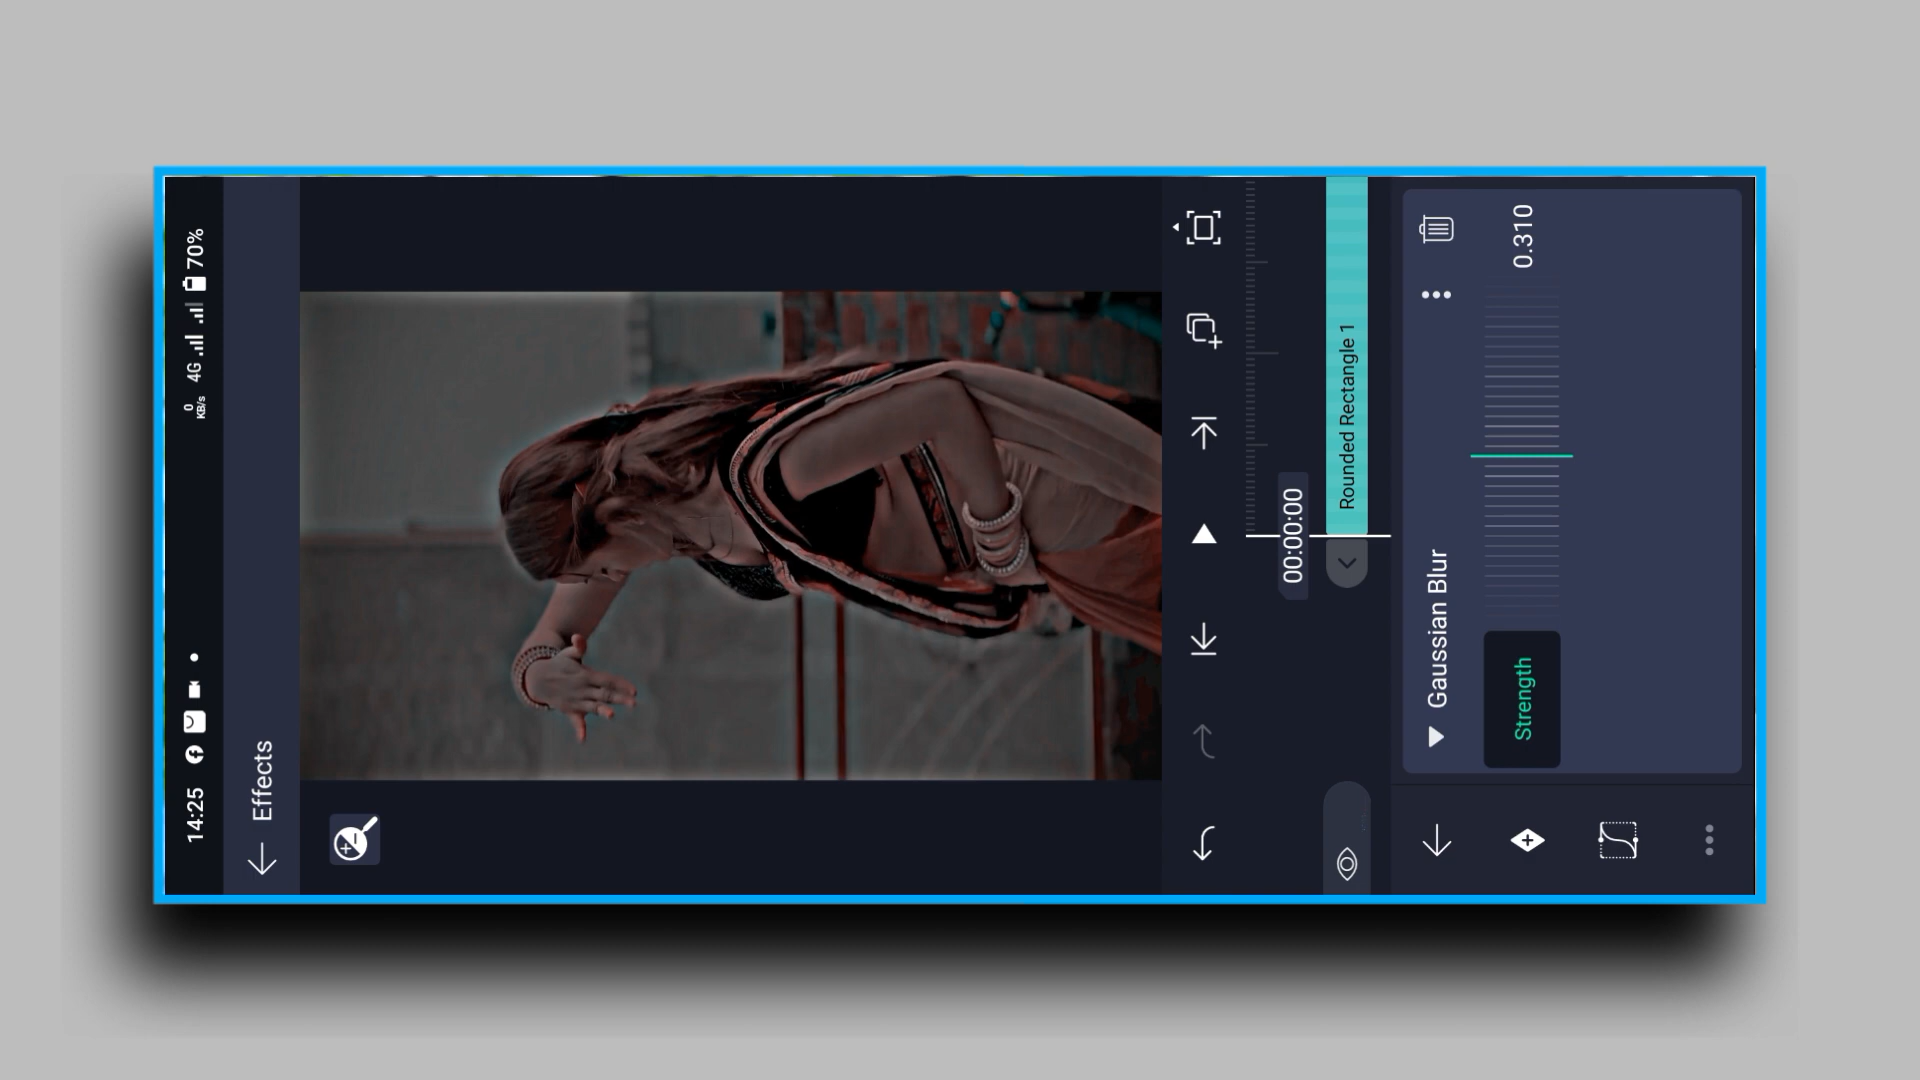 14:25
0
KB/s
4G
70%
Effects
00:00:00
Rounded Rectangle 1
Gaussian Blur
Strength
0.310